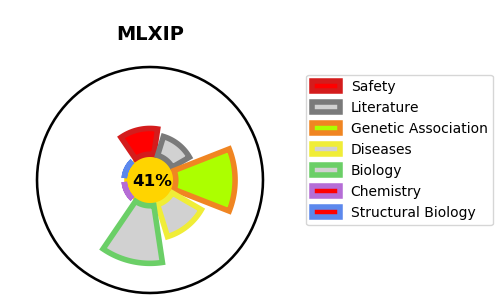 MLXIP
Safety
Literature
Genetic Association
Diseases
Biology
Chemistry
Structural Biology
41%